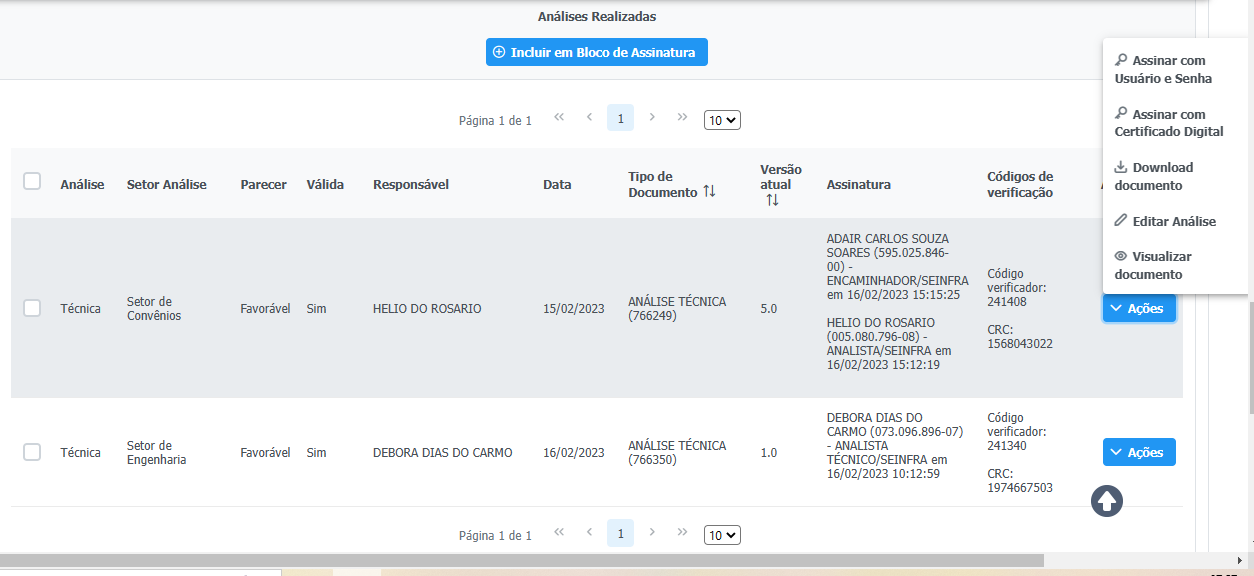 Análises Realizadas
Incluir em Bloco de Assinatura
Assinar com
Usuário e Senha
Assinar com
Certificado Digital
Download
documento
Editar Análise
Visualizar
documento
Página 1 de 1
1
10
Análise
Setor Análise
Parecer
Válida
Responsável
Data
Tipo de
Documento
Versão
atual
Assinatura
Códigos de
verificação
Técnica
Setor de
Convênios
Favorável
Sim
HELIO DO ROSARIO
15/02/2023
ANÁLISE TÉCNICA
(766249)
5.0
ADAIR CARLOS SOUZA
SOARES (595.025.846-
00) -
ENCAMINHADOR/SEINFRA
em 16/02/2023 15:15:25
HELIO DO ROSARIO
(005.080.796-08) -
ANALISTA/SEINFRA em
16/02/2023 15:12:19
Código
verificador:
241408
CRC:
1568043022
Ações
Técnica
Setor de
Engenharia
Favorável
Sim
DEBORA DIAS DO CARMO
16/02/2023
ANÁLISE TÉCNICA
(766350)
1.0
DEBORA DIAS DO
CARMO (073.096.896-07)
- ANALISTA
TÉCNICO/SEINFRA em
16/02/2023 10:12:59
Código
verificador:
241340
CRC:
1974667503
Ações
Página 1 de 1
1
10